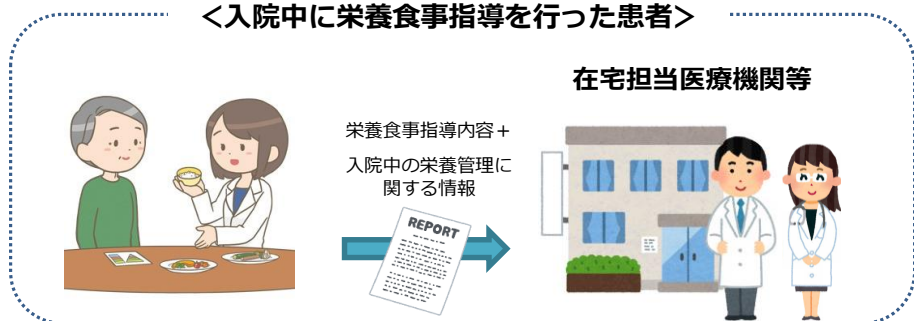 ＜入院中に栄養食事指導を行った患者＞
在宅担当医療機関等
栄養食事指導内容＋
入院中の栄養管理に
関する情報
REPORT